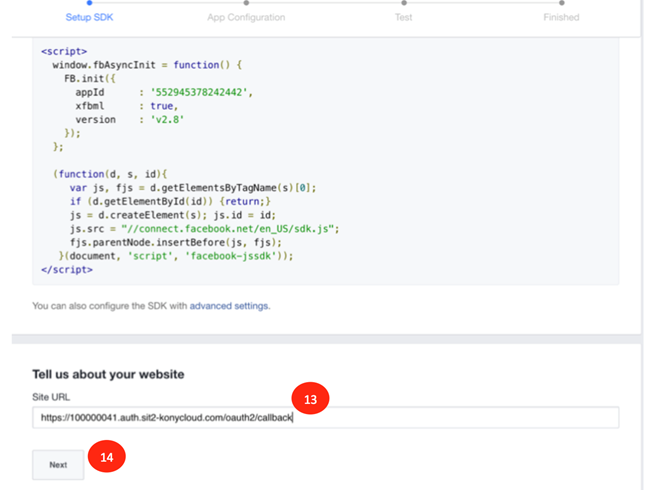 Setup SDK App Configuration Test Finished
<script>
window.fbAsyncInit = function() {
FB.init({
appId : '552945378242442',
xfbml : true,
version : 'v2.8'
});
};
(function(d, s, id){
var js, fjs = d.getElementsByTagName(s)[0];
if (d.getElementById(id)) {return;}
js = d.createElement(s); js.id = id;
js.src = "//connect.facebook.net/en_US/sdk.js";
fjs.parentNode.insertBefore(js, fjs);
}(document, 'script', 'facebook-jssdk'));
</script>
You can also configure the SDK with advanced settings.
Tell us about your website
Site URL
13
https://100000041.auth.sit2-konycloud.com/oauth2/callback
Next
14